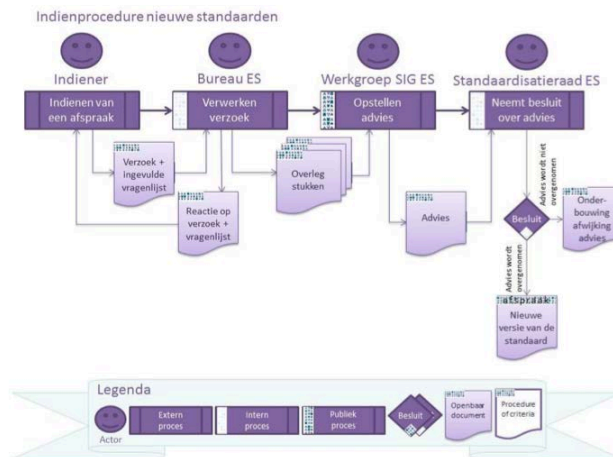 Indienprocedure nieuwe standaarden
Indiener
Bureau ES
Werkgroep SIG ES
Standaardisatieraad ES
Indienen van
een afspraak
Verwerken
verzoek
Opstellen
advies
Neemt besluit
over advies
Verzoek +
ingevulde
vragenlijst
Reactie op
verzoek +
vragenlijst
Overleg
stukken
Advies
Advies wordt niet
overgenomen
Besluit
Onder-
bouwing
afwijking
advies
Advies wordt
overgenomen
afspraak
Nieuwe
versie van de
standaard
Legenda
Actor
Extern
proces
Intern
proces
Publiek
proces
Besluit
Openbaar
document
Procedure
of criteria